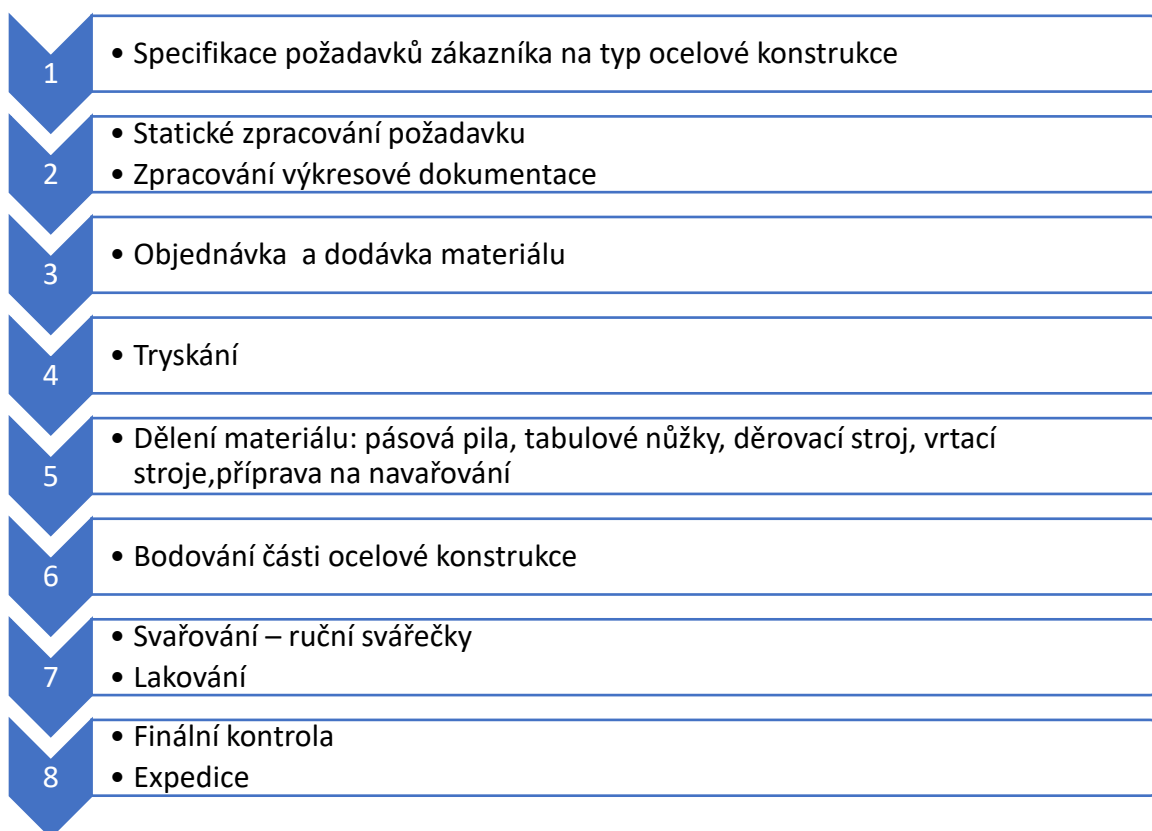 1
• Specifikace požadavků zákazníka na typ ocelové konstrukce
2
• Statické zpracování požadavku
• Zpracování výkresové dokumentace
3
• Objednávka  a dodávka materiálu
4
• Tryskání
5
• Dělení materiálu: pásová pila, tabulové nůžky, děrovací stroj, vrtací
stroje,příprava na navařování
6
• Bodování části ocelové konstrukce
7
• Svařování – ruční svářečky
• Lakování
8
• Finální kontrola
• Expedice